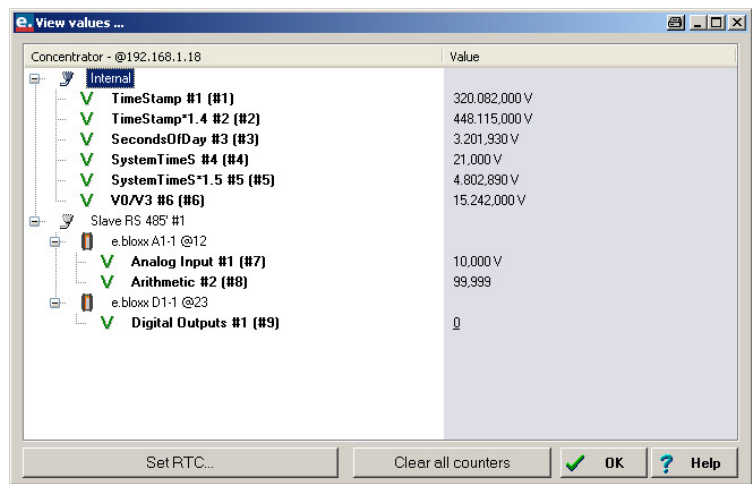 e. View values ...
Concentrator - @192.168.1.18 Value
Internal
V TimeStamp #1 (#1) 320.082,000 V
V TimeStamp*1.4 #2 (#2) 448.115,000 V
V SecondsOfDay #3 (#3) 3.201,930 V
V SystemTimeS #4 (#4) 21,000 V
V SystemTimeS*1.5 #5 (#5) 4.802,890 V
V V0/V3 #6 (#6) 15.242,000 V
Slave RS 485' #1
e.bloxx A1-1 @12
V Analog Input #1 (#7) 10,000 V
V Arithmetic #2 (#8) 99,999
e.bloxx D1-1 @23
V Digital Outputs #1 (#9) 0
Set RTC... Clear all counters OK ? Help